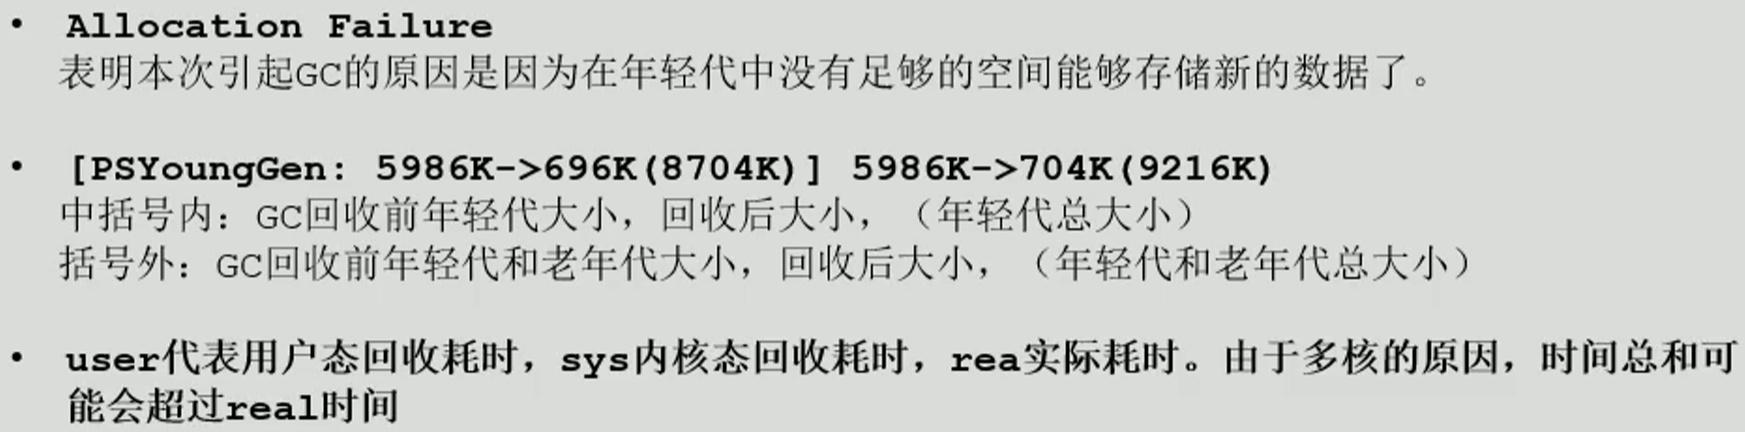 • Allocation Failure
表明本次引起GC的原因是因为在年轻代中没有足够的空间能够存储新的数据了。
• [PSYoungGen: 5986K->696K(8704K)] 5986K->704K(9216K)
中括号内：GC回收前年轻代大小，回收后大小，（年轻代总大小）
括号外：GC回收前年轻代和老年代大小，回收后大小，（年轻代和老年代总大小）
• user代表用户态回收耗时，sys内核态回收耗时，rea实际耗时。由于多核的原因，时间总和可
能会超过real时间